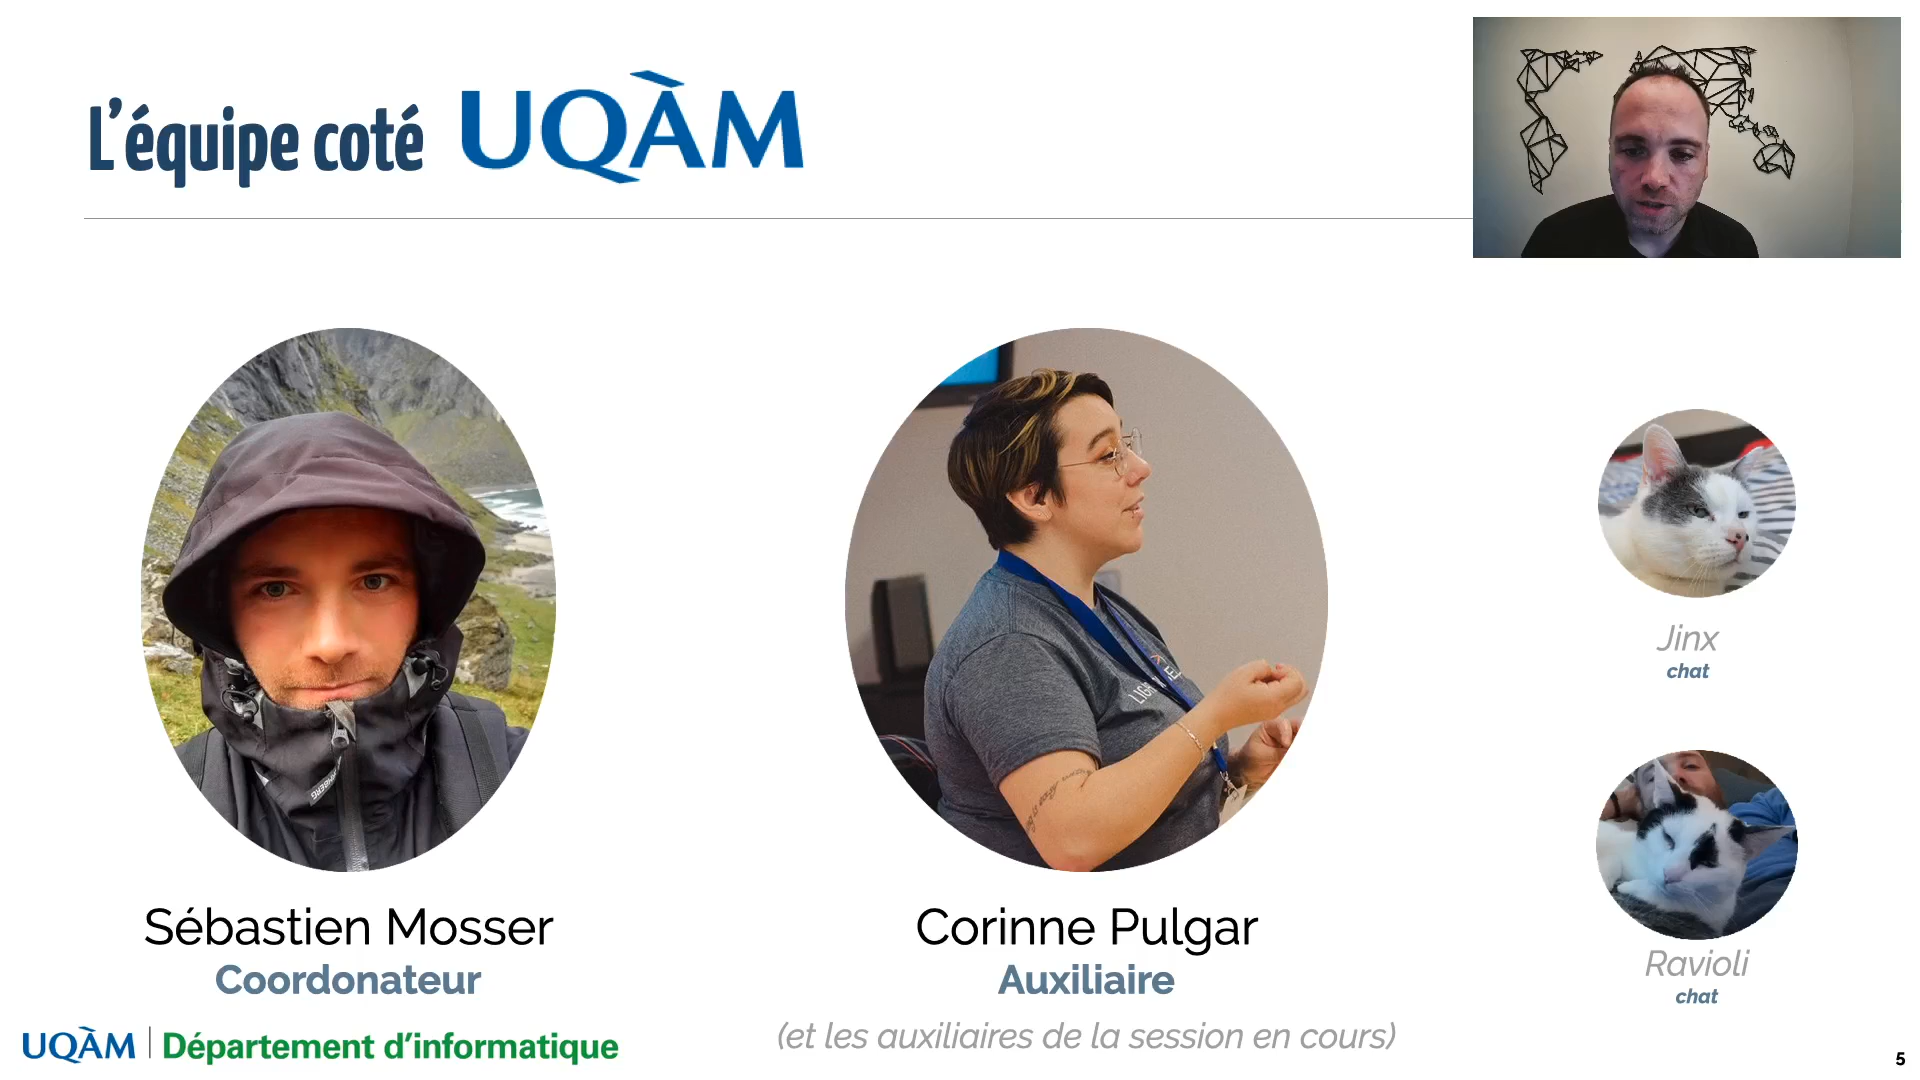 L'équipe coté UQÀM
Sébastien Mosser
Coordonateur
Corinne Pulgar
Auxiliaire
(et les auxiliaires de la session en cours)
Jinx
chat
Ravioli
chat
UQÀM | Département d'informatique
5